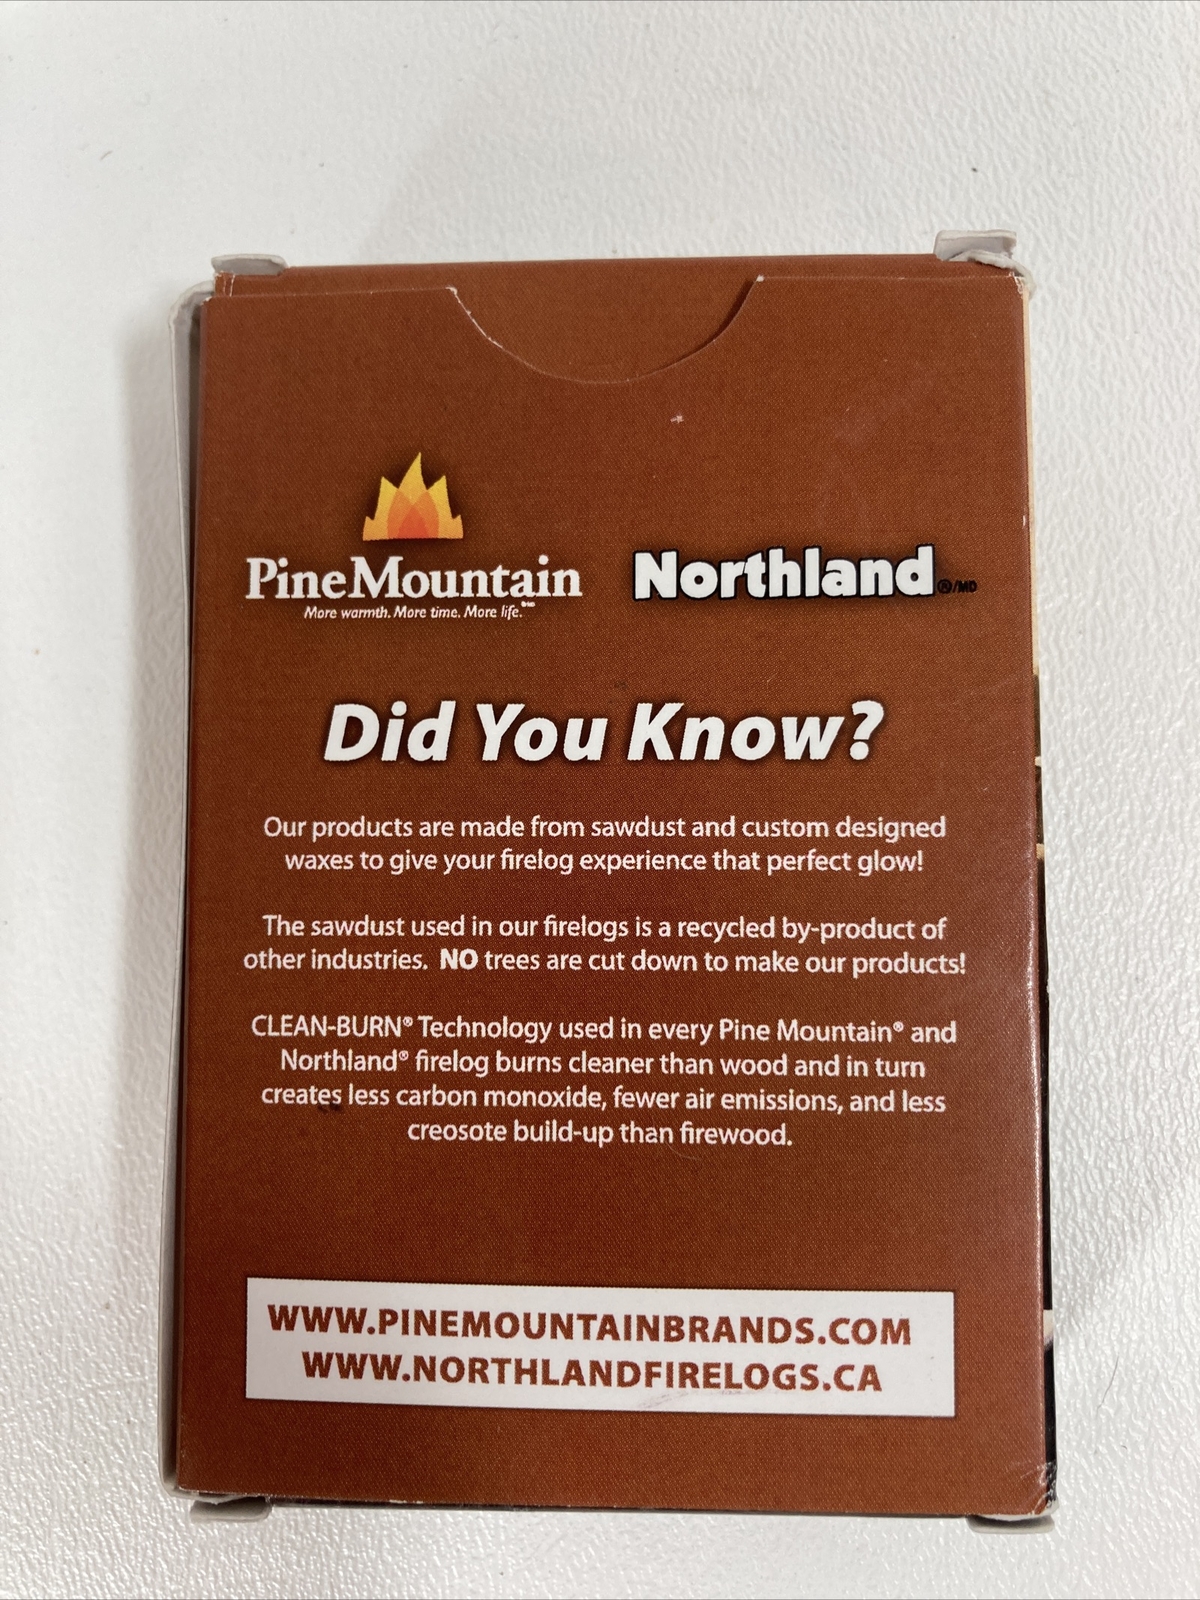 PineMountain
More warmth. More time. More life.
Northland®/MD
Did You Know?
Our products are made from sawdust and custom designed
waxes to give your firelog experience that perfect glow!
The sawdust used in our firelogs is a recycled by-product of
other industries. NO trees are cut down to make our products!
CLEAN-BURN® Technology used in every Pine Mountain® and
Northland® firelog burns cleaner than wood and in turn
creates less carbon monoxide, fewer air emissions, and less
creosote build-up than firewood.
WWW.PINEMOUNTAINBRANDS.COM
WWW.NORTHLANDFIRELOGS.CA